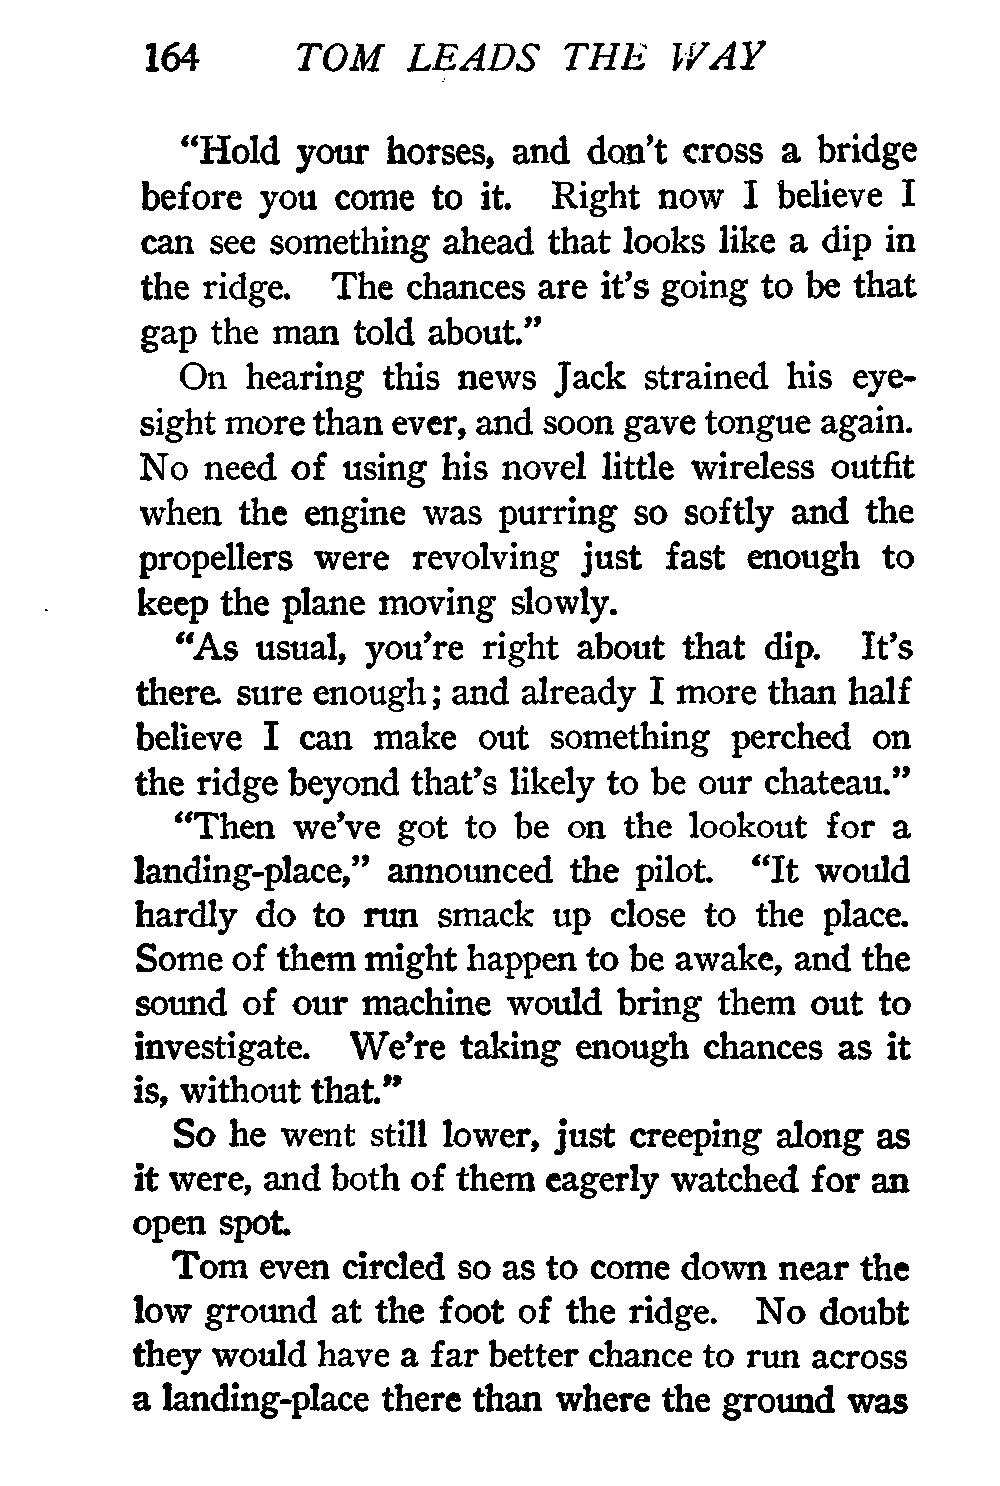 164 TOM LEADS THE WAY
“Hold your horses, and don’t cross a bridge
before you come to it. Right now I believe I
can see something ahead that looks like a dip in
the ridge. The chances are it’s going to be that
gap the man told about.”
On hearing this news Jack strained his eye-
sight more than ever, and soon gave tongue again.
No need of using his novel little wireless outfit
when the engine was purring so softly and the
propellers were revolving just fast enough to
keep the plane moving slowly.
“As usual, you’re right about that dip. It’s
there. sure enough; and already I more than half
believe I can make out something perched on
the ridge beyond that’s likely to be our chateau.”
“Then we’ve got to be on the lookout for a
landing-place,” announced the pilot. “It would
hardly do to run smack up close to the place.
Some of them might happen to be awake, and the
sound of our machine would bring them out to
investigate. We’re taking enough chances as it
is, without that.”
So he went still lower, just creeping along as
it were, and both of them eagerly watched for an
open spot.
Tom even circled so as to come down near the
low ground at the foot of the ridge. No doubt
they would have a far better chance to run across
a landing-place there than where the ground was